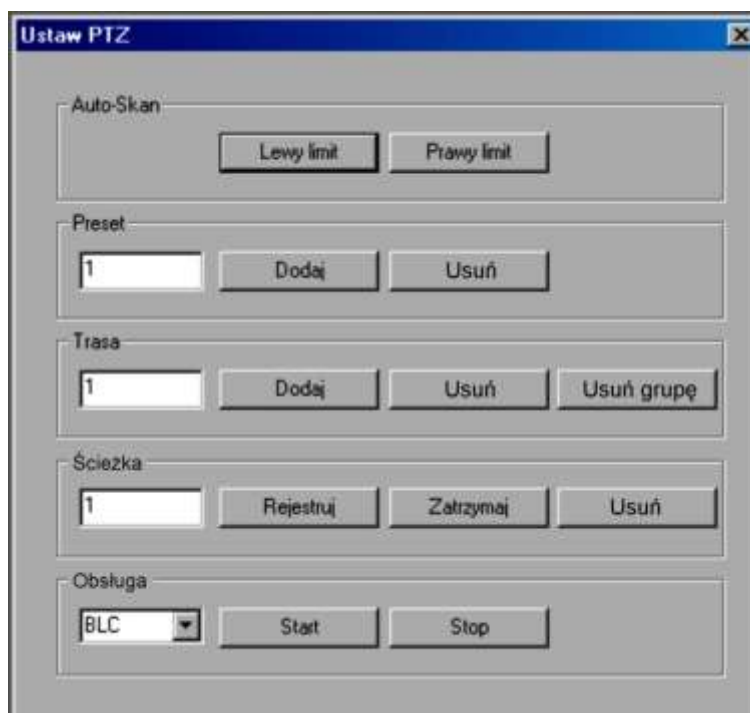 Ustaw PTZ
Auto-Skan
Lewy limit Prawy limit
Preset
1 Dodaj Usuń
Trasa
1 Dodaj Usuń Usuń grupę
Ścieżka
1 Rejestruj Zatrzymaj Usuń
Obsługa
BLC Start Stop